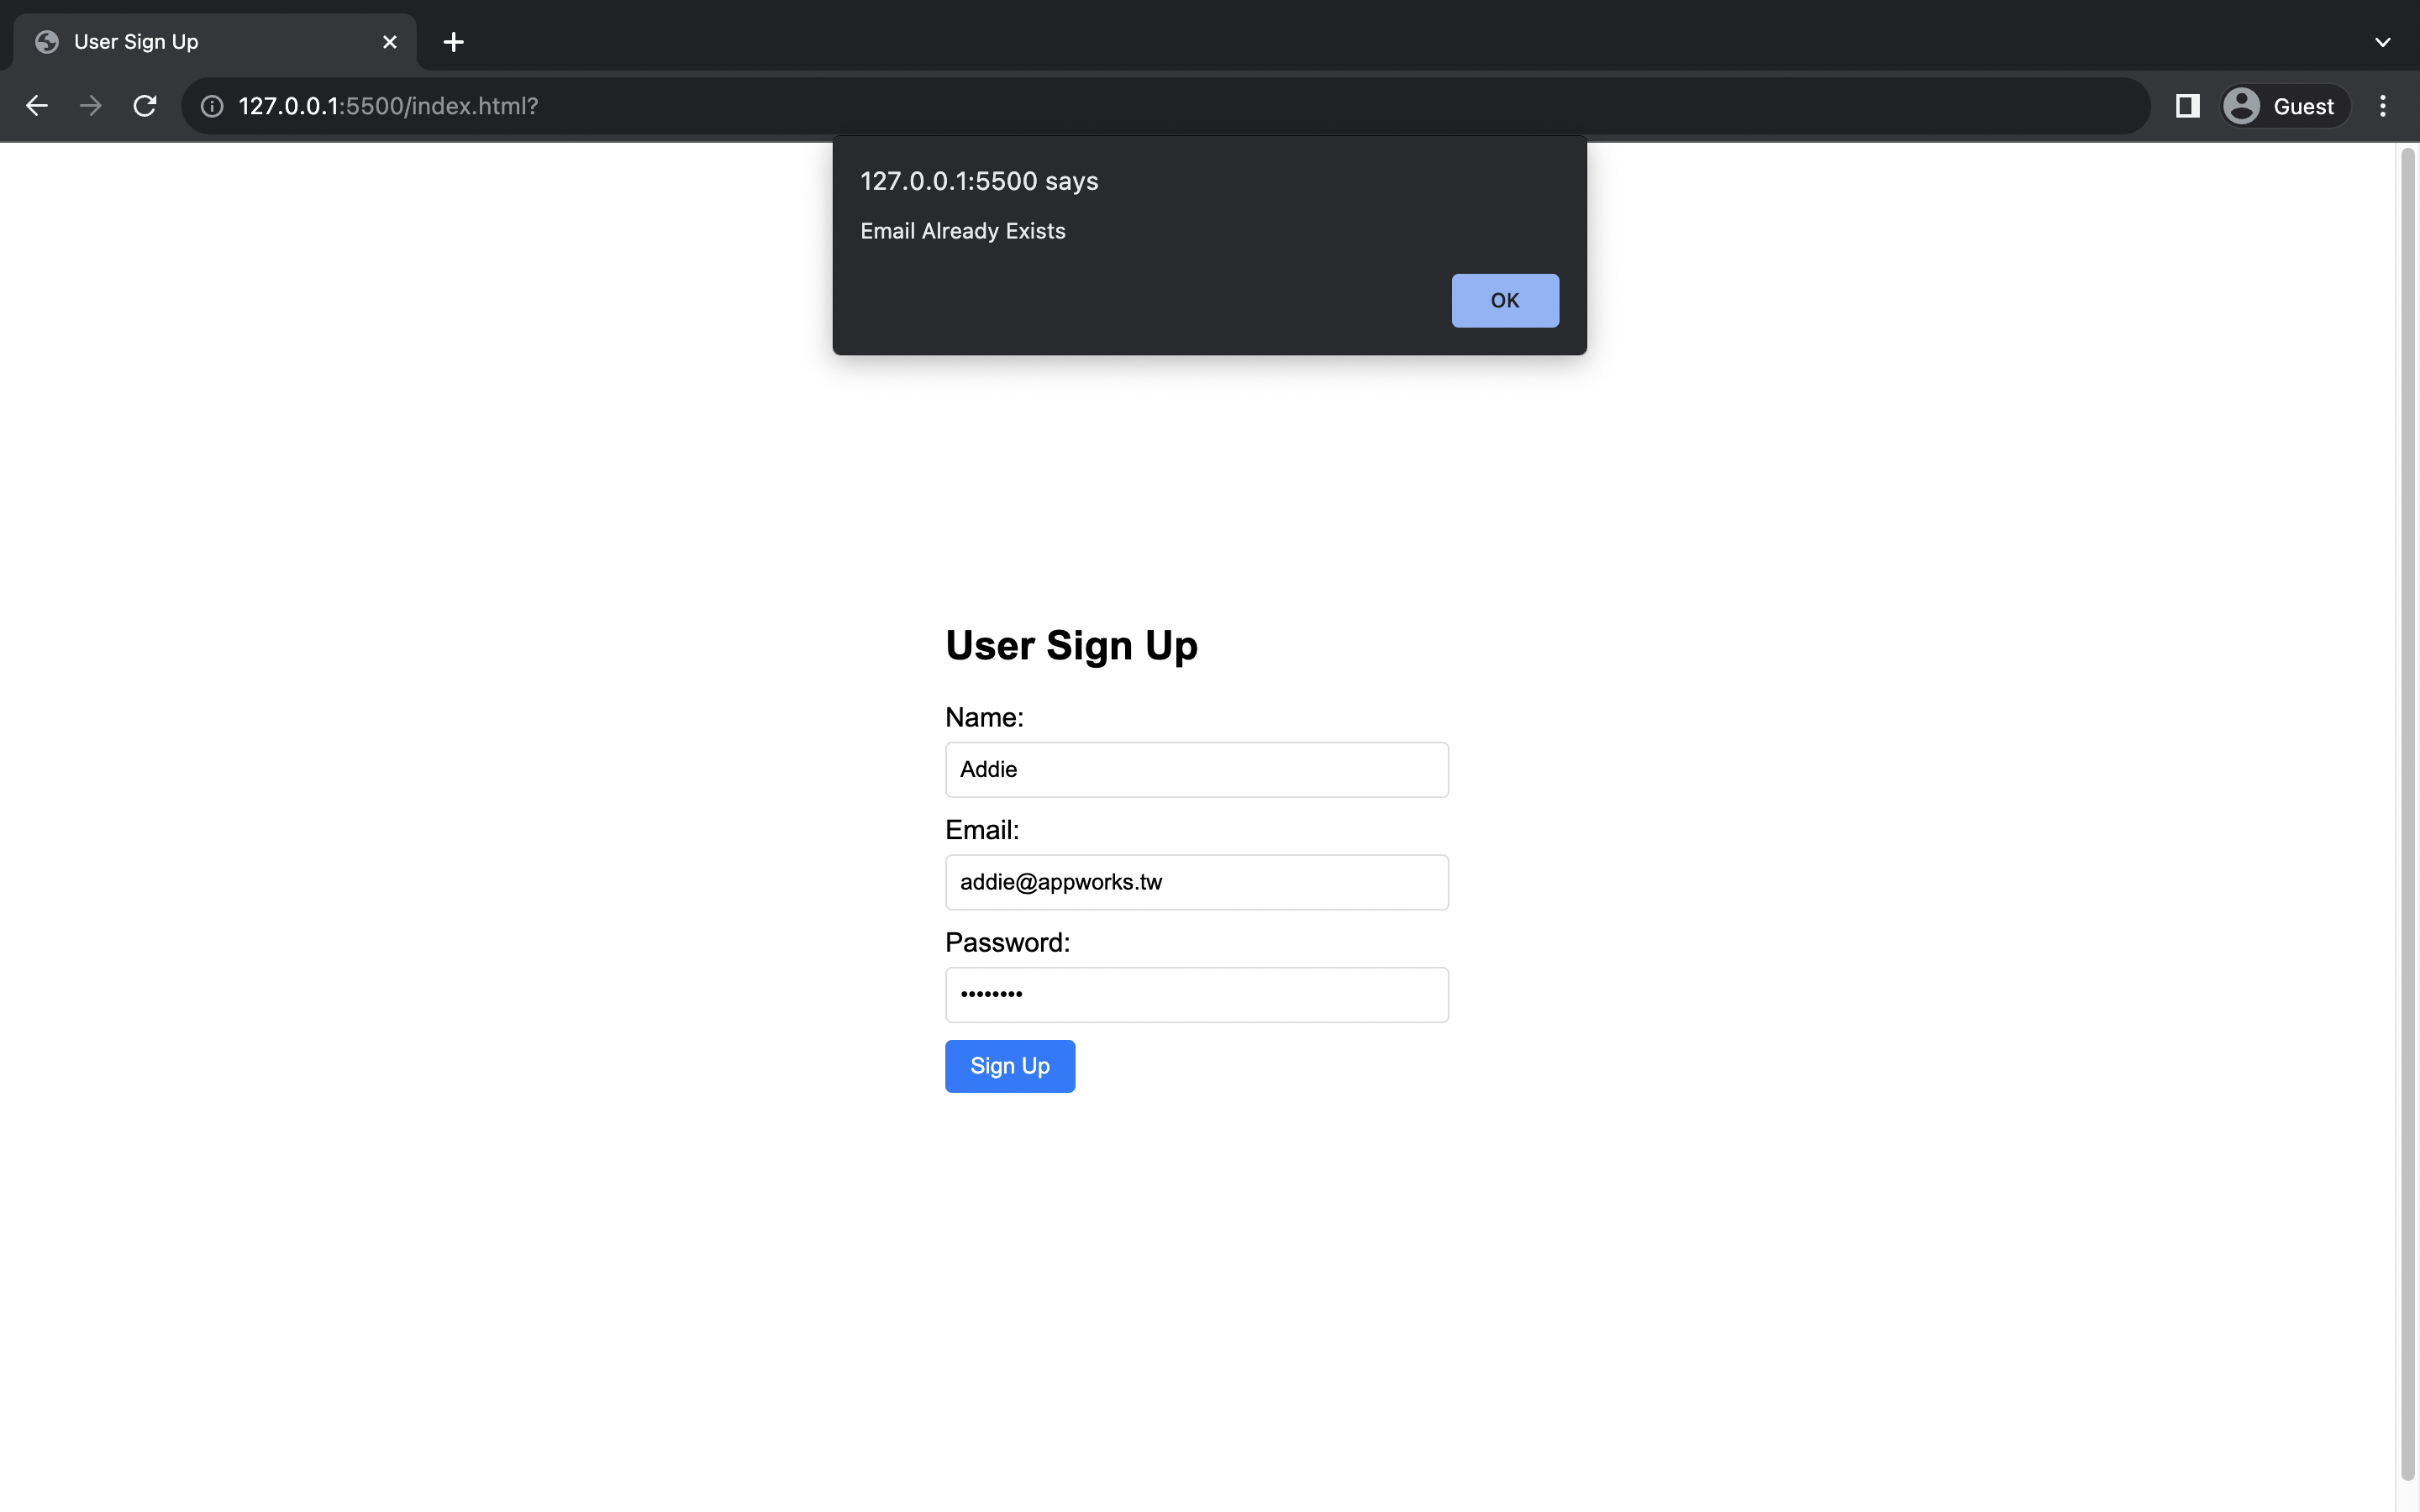 User Sign Up
127.0.0.1:5500/index.html?
Guest
127.0.0.1:5500 says
Email Already Exists
OK
User Sign Up
Name:
Addie
Email:
addie@appworks.tw
Password:
••••••••
Sign Up